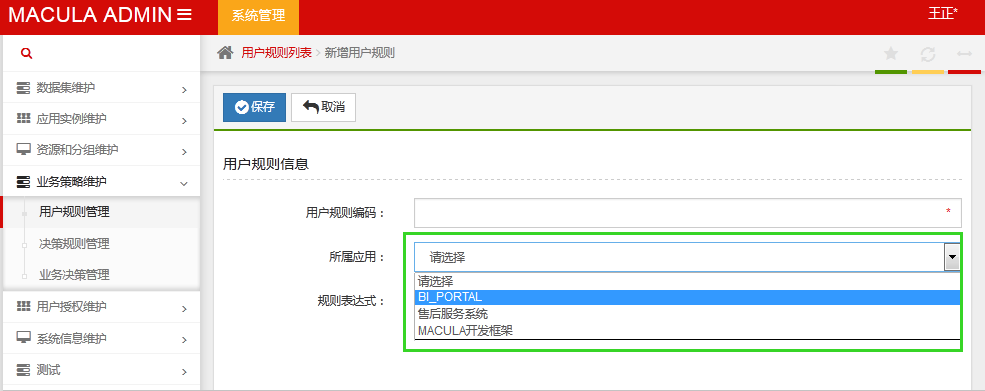 MACULA ADMIN
系统管理
王正*
用户规则列表 > 新增用户规则
数据集维护
应用实例维护
资源和分组维护
业务策略维护
用户规则管理
决策规则管理
业务决策管理
用户授权维护
系统信息维护
测试
保存
取消
用户规则信息
用户规则编码：
*
所属应用：
请选择
请选择
BI_PORTAL
售后服务系统
MACULA开发框架
规则表达式：